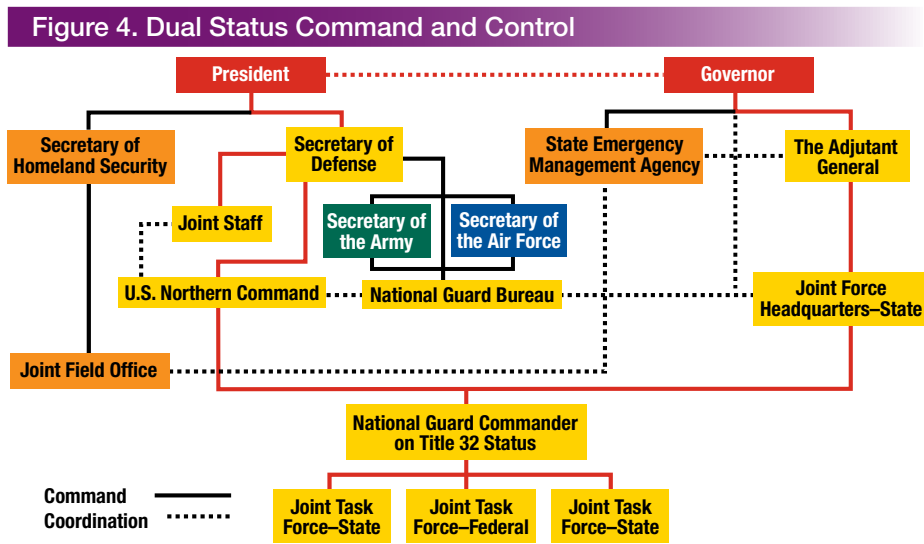 Figure 4. Dual Status Command and Control
President
Governor
Secretary of
Homeland Security
Secretary of
Defense
State Emergency
Management Agency
The Adjutant
General
Joint Staff
Secretary of
the Army
Secretary of
the Air Force
U.S. Northern Command
National Guard Bureau
Joint Force
Headquarters–State
Joint Field Office
National Guard Commander
on Title 32 Status
Command
Coordination
Joint Task
Force–State
Joint Task
Force–Federal
Joint Task
Force–State